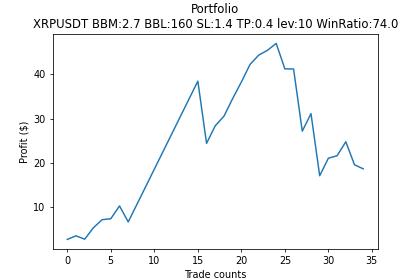 Portfolio
XRPUSDT BBM:2.7 BBL:160 SL:1.4 TP:0.4 lev:10 WinRatio:74.0
40
30
20
10
Profit ($)
0 5 10 15 20 25 30 35
Trade counts